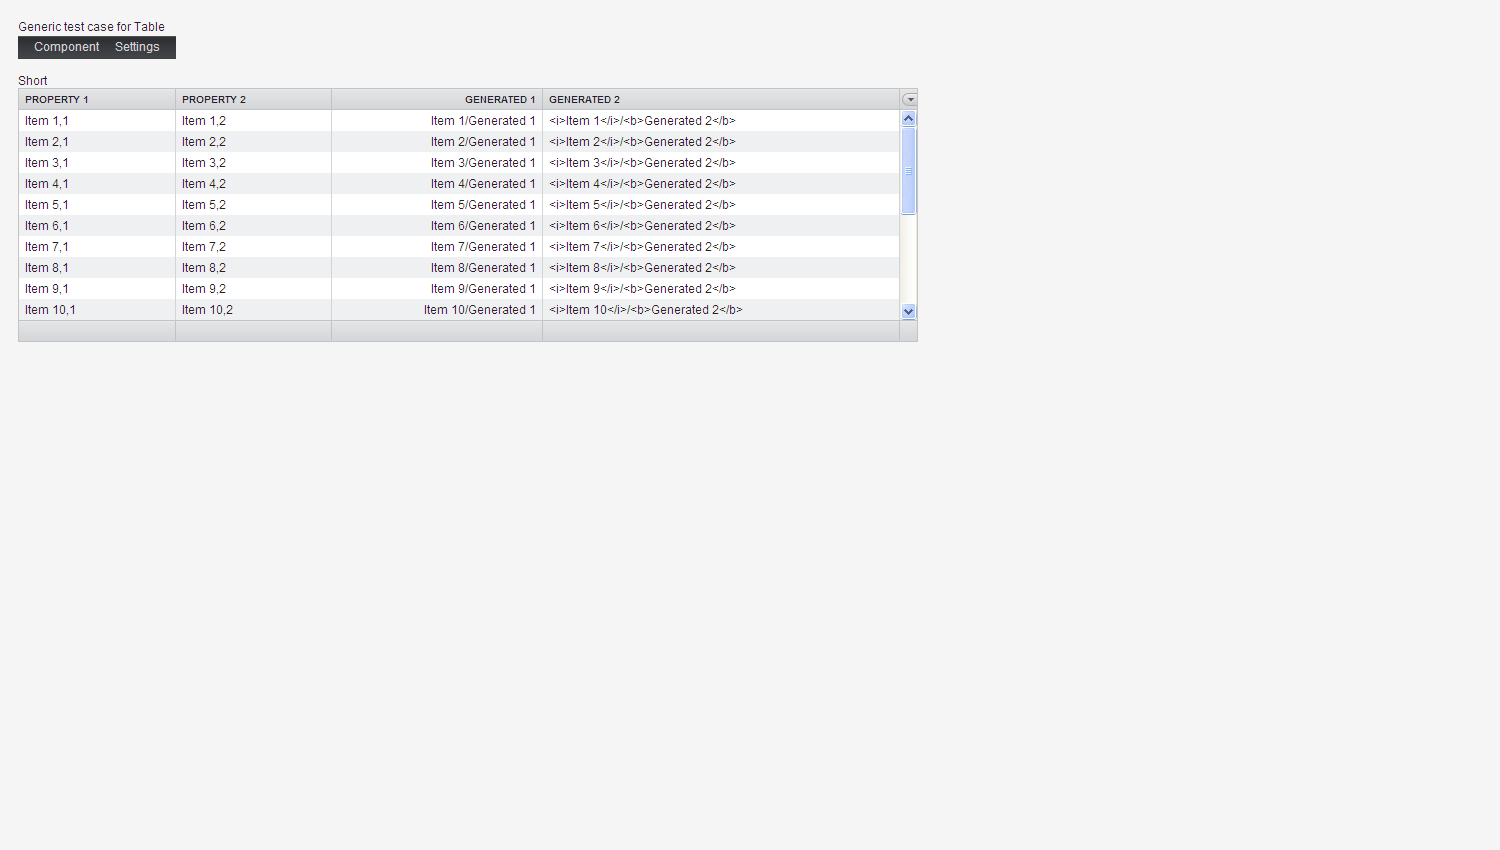 Generic test case for Table
Component Settings
Short
PROPERTY 1 PROPERTY 2 GENERATED 1 GENERATED 2
Item 1,1 Item 1,2 Item 1/Generated 1 <i>Item 1</i>/<b>Generated 2</b>
Item 2,1 Item 2,2 Item 2/Generated 1 <i>Item 2</i>/<b>Generated 2</b>
Item 3,1 Item 3,2 Item 3/Generated 1 <i>Item 3</i>/<b>Generated 2</b>
Item 4,1 Item 4,2 Item 4/Generated 1 <i>Item 4</i>/<b>Generated 2</b>
Item 5,1 Item 5,2 Item 5/Generated 1 <i>Item 5</i>/<b>Generated 2</b>
Item 6,1 Item 6,2 Item 6/Generated 1 <i>Item 6</i>/<b>Generated 2</b>
Item 7,1 Item 7,2 Item 7/Generated 1 <i>Item 7</i>/<b>Generated 2</b>
Item 8,1 Item 8,2 Item 8/Generated 1 <i>Item 8</i>/<b>Generated 2</b>
Item 9,1 Item 9,2 Item 9/Generated 1 <i>Item 9</i>/<b>Generated 2</b>
Item 10,1 Item 10,2 Item 10/Generated 1 <i>Item 10</i>/<b>Generated 2</b>